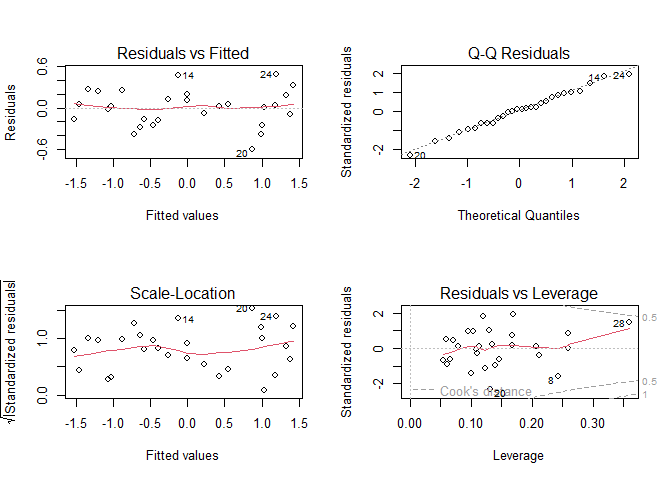 Residuals vs Fitted
Residuals
0.6
0.0
-0.6
14
24
20
-1.5 -1.0 -0.5 0.0 0.5 1.0 1.5
Fitted values
Q-Q Residuals
Standardized residuals
2
1
0
-2
14
24
20
-2 -1 0 1 2
Theoretical Quantiles
Scale-Location
√|Standardized residuals|
1.0
0.0
20
14
24
-1.5 -1.0 -0.5 0.0 0.5 1.0 1.5
Fitted values
Residuals vs Leverage
Standardized residuals
2
1
0
-2
28
8
20
Cook's distance
0.5
0.5
1
0.00 0.10 0.20 0.30
Leverage